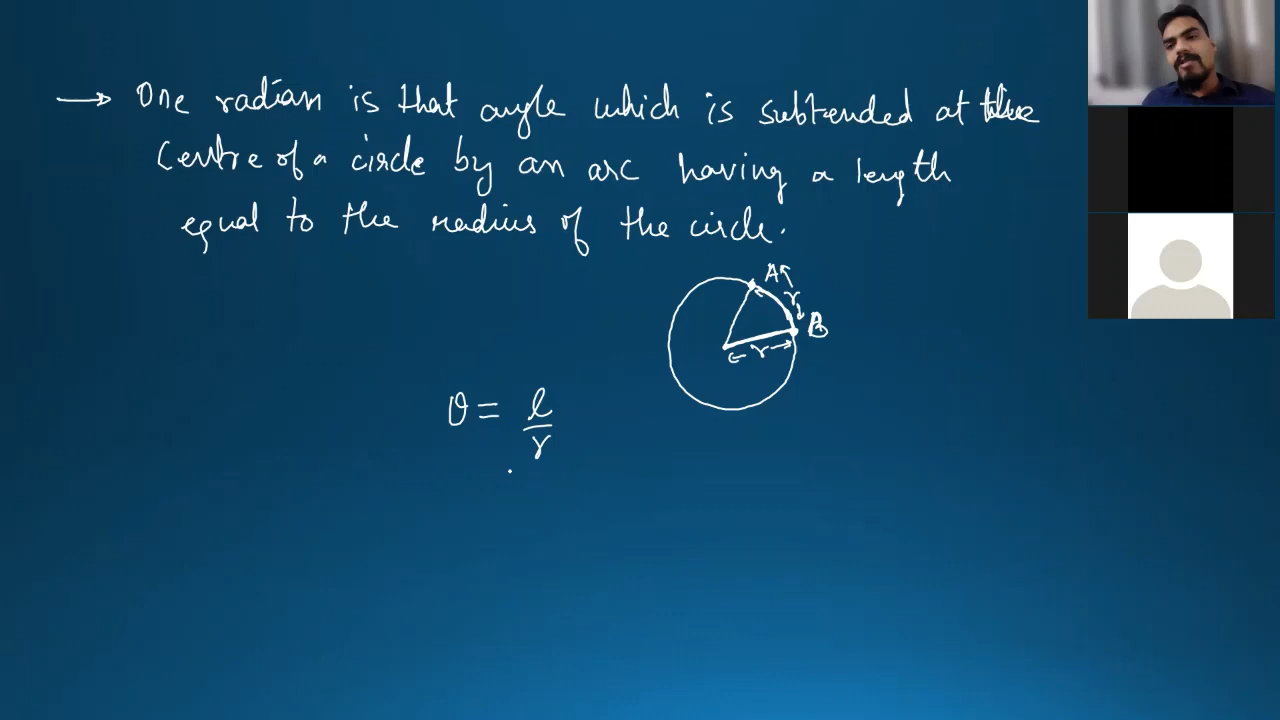 → One radian is that angle which is subtended at the
centre of a circle by an arc having a length
equal to the radius of the circle.
A
r
B
r
θ = l/r